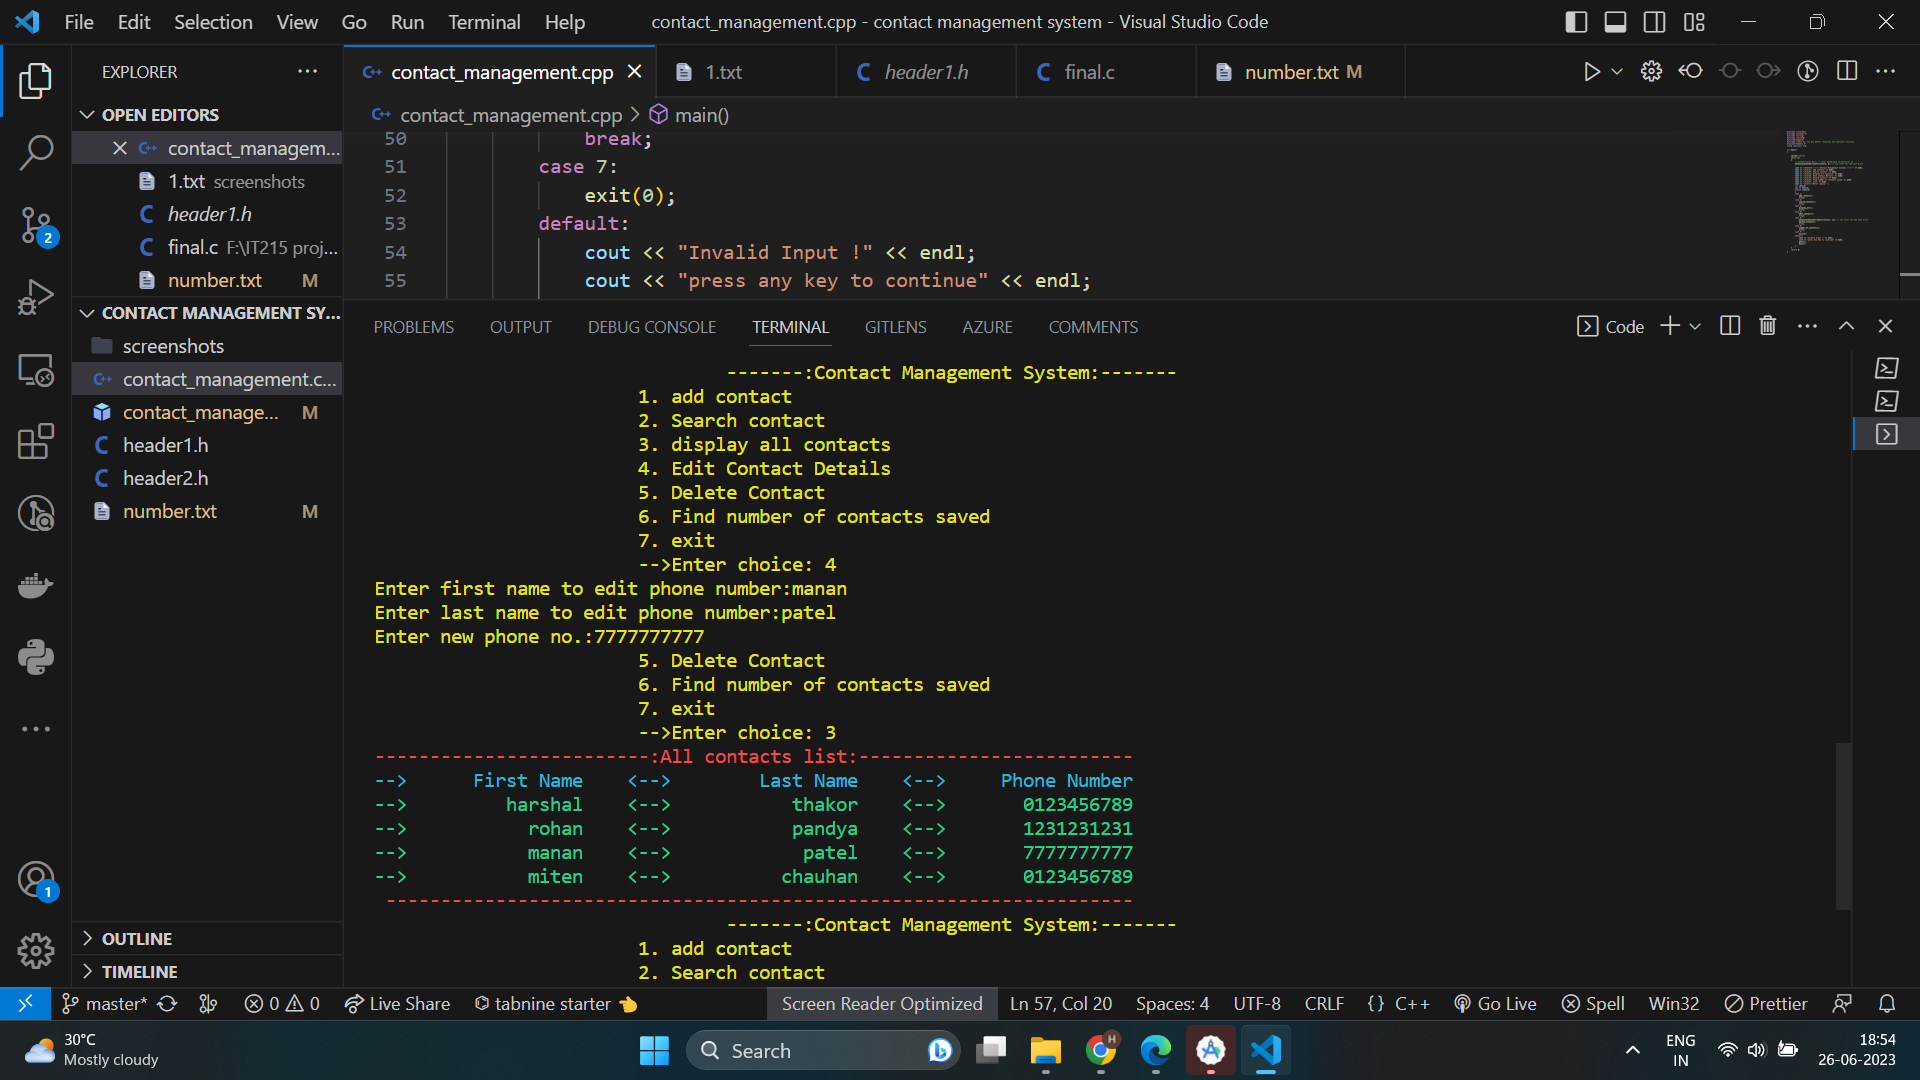 File Edit Selection View Go Run Terminal Help contact_management.cpp - contact management system - Visual Studio Code
EXPLORER
contact_management.cpp 1.txt header1.h final.c number.txt M
OPEN EDITORS
contact_managem...
1.txt screenshots
header1.h
final.c F:\IT215 proj...
number.txt M
CONTACT MANAGEMENT SY...
screenshots
contact_management.c...
contact_manage... M
header1.h
header2.h
number.txt M
OUTLINE
TIMELINE
2
1
contact_management.cpp > main()
50 break;
51 case 7:
52 exit(0);
53 default:
54 cout << "Invalid Input !" << endl;
55 cout << "press any key to continue" << endl;
PROBLEMS OUTPUT DEBUG CONSOLE TERMINAL GITLENS AZURE COMMENTS Code
-------:Contact Management System:-------
1. add contact
2. Search contact
3. display all contacts
4. Edit Contact Details
5. Delete Contact
6. Find number of contacts saved
7. exit
-->Enter choice: 4
Enter first name to edit phone number:manan
Enter last name to edit phone number:patel
Enter new phone no.:7777777777
5. Delete Contact
6. Find number of contacts saved
7. exit
-->Enter choice: 3
-------------------------:All contacts list:-------------------------
--> First Name <--> Last Name <--> Phone Number
--> harshal <--> thakor <--> 0123456789
--> rohan <--> pandya <--> 1231231231
--> manan <--> patel <--> 7777777777
--> miten <--> chauhan <--> 0123456789
--------------------------------------------------------------------
-------:Contact Management System:-------
1. add contact
2. Search contact
master* 0 0 Live Share tabnine starter Screen Reader Optimized Ln 57, Col 20 Spaces: 4 UTF-8 CRLF {} C++ Go Live Spell Win32 Prettier
30°C
Mostly cloudy
Search
H
ENG
IN
18:54
26-06-2023